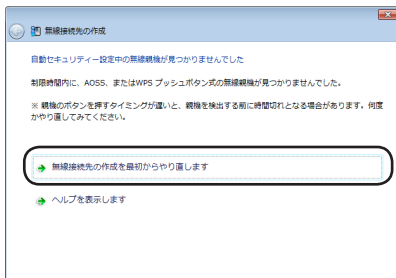 無線接続先の作成
自動セキュリティー設定中の無線親機が見つかりませんでした
制限時間内に、AOSS、またはWPS プッシュボタン式の無線親機が見つかりませんでした。
※ 親機のボタンを押すタイミングが遅いと、親機を検出する前に時間切れとなる場合があります。何度
かやり直してみてください。
無線接続先の作成を最初からやり直します
ヘルプを表示します